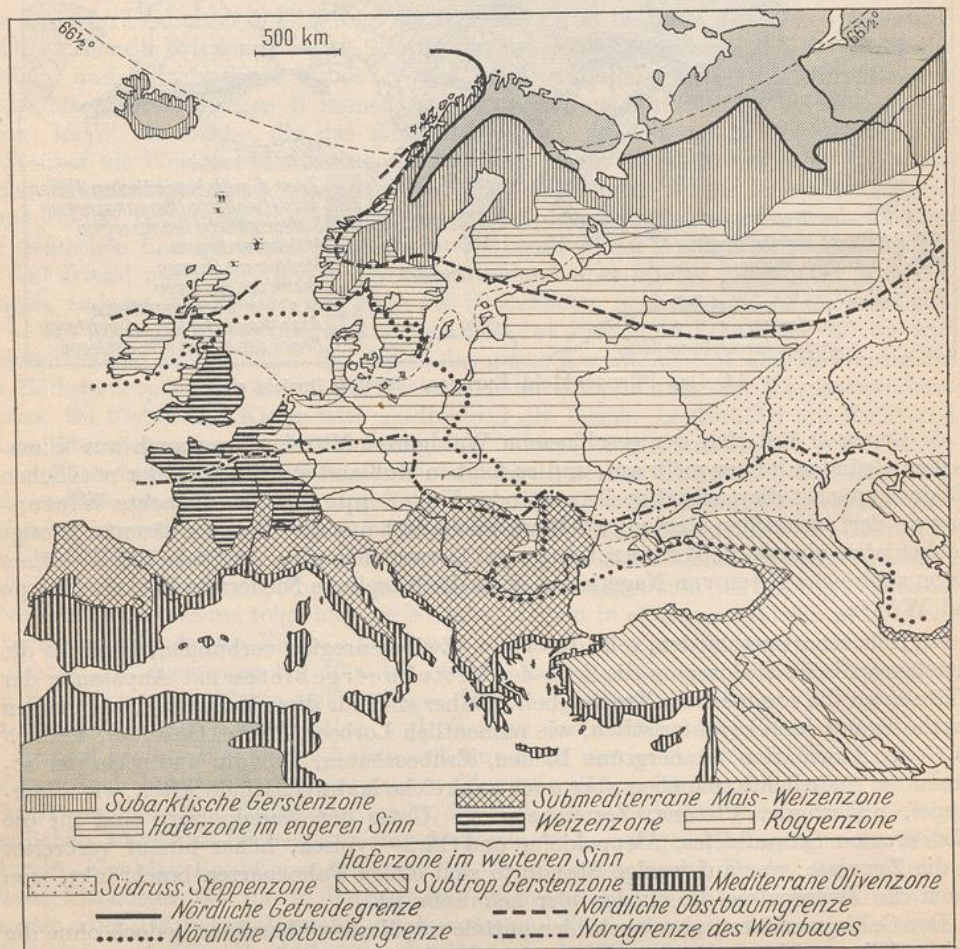 66½°
500 km
66½°
Subarktische Gerstenzone
Submediterrane Mais-Weizenzone
Haferzone im engeren Sinn
Weizenzone
Roggenzone
Haferzone im weiteren Sinn
Südruss. Steppenzone
Subtrop. Gerstenzone
Mediterrane Olivenzone
Nördliche Getreidegrenze
Nördliche Obstbaumgrenze
Nördliche Rotbuchengrenze
Nordgrenze des Weinbaues